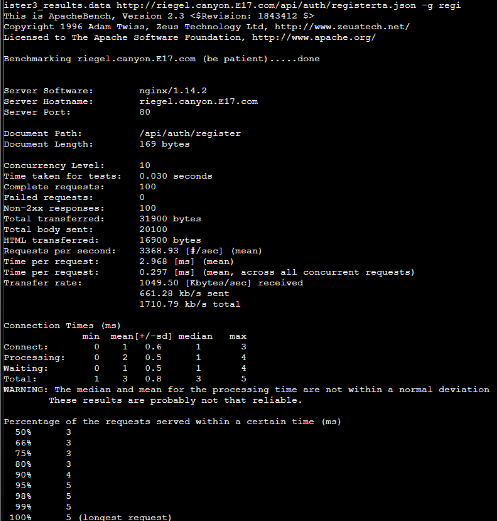 ister3_results.data http://riegel.canyon.E17.com/api/auth/registerta.json -g regi
This is ApacheBench, Version 2.3 <$Revision: 1843412 $>
Copyright 1996 Adam Twiss, Zeus Technology Ltd, http://www.zeustech.net/
Licensed to The Apache Software Foundation, http://www.apache.org/
Benchmarking riegel.canyon.E17.com (be patient).....done
Server Software: nginx/1.14.2
Server Hostname: riegel.canyon.E17.com
Server Port: 80
Document Path: /api/auth/register
Document Length: 169 bytes
Concurrency Level: 10
Time taken for tests: 0.030 seconds
Complete requests: 100
Failed requests: 0
Non-2xx responses: 100
Total transferred: 31900 bytes
Total body sent: 20100
HTML transferred: 16900 bytes
Requests per second: 3368.93 [#/sec] (mean)
Time per request: 2.968 [ms] (mean)
Time per request: 0.297 [ms] (mean, across all concurrent requests)
Transfer rate: 1049.50 [Kbytes/sec] received
661.28 kb/s sent
1710.79 kb/s total
Connection Times (ms)
min mean[+/-sd] median max
Connect: 0 1 0.6 1 3
Processing: 0 2 0.5 1 4
Waiting: 0 1 0.5 1 4
Total: 1 3 0.8 3 5
WARNING: The median and mean for the processing time are not within a normal deviation
These results are probably not that reliable.
Percentage of the requests served within a certain time (ms)
50% 3
66% 3
75% 3
80% 3
90% 4
95% 5
98% 5
99% 5
100% 5 (longest request)